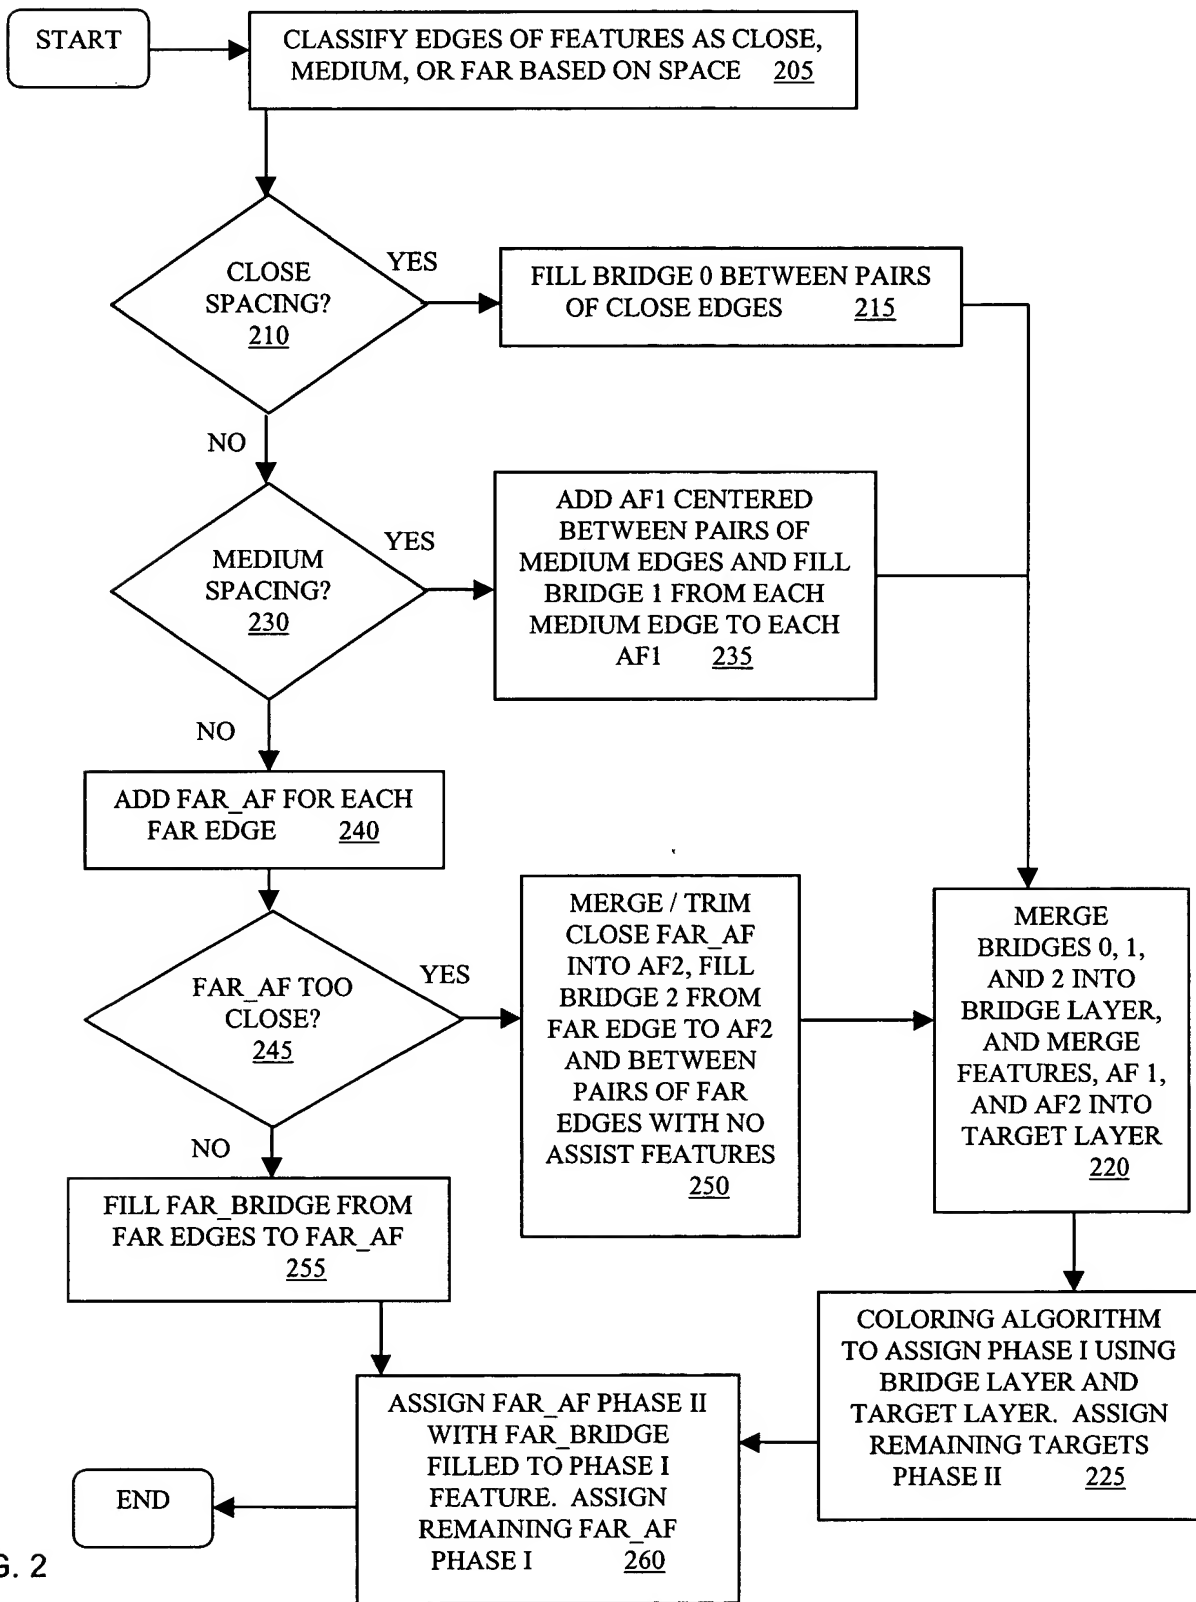 START
CLASSIFY EDGES OF FEATURES AS CLOSE,
MEDIUM, OR FAR BASED ON SPACE 205
CLOSE
SPACING?
210
YES
FILL BRIDGE 0 BETWEEN PAIRS
OF CLOSE EDGES 215
NO
MEDIUM
SPACING?
230
YES
ADD AF1 CENTERED
BETWEEN PAIRS OF
MEDIUM EDGES AND FILL
BRIDGE 1 FROM EACH
MEDIUM EDGE TO EACH
AF1 235
NO
ADD FAR_AF FOR EACH
FAR EDGE 240
FAR_AF TOO
CLOSE?
245
YES
MERGE / TRIM
CLOSE FAR_AF
INTO AF2, FILL
BRIDGE 2 FROM
FAR EDGE TO AF2
AND BETWEEN
PAIRS OF FAR
EDGES WITH NO
ASSIST FEATURES
250
MERGE
BRIDGES 0, 1,
AND 2 INTO
BRIDGE LAYER,
AND MERGE
FEATURES, AF 1,
AND AF2 INTO
TARGET LAYER
220
NO
FILL FAR_BRIDGE FROM
FAR EDGES TO FAR_AF
255
COLORING ALGORITHM
TO ASSIGN PHASE I USING
BRIDGE LAYER AND
TARGET LAYER. ASSIGN
REMAINING TARGETS
PHASE II 225
ASSIGN FAR_AF PHASE II
WITH FAR_BRIDGE
FILLED TO PHASE I
FEATURE. ASSIGN
REMAINING FAR_AF
PHASE I 260
END
G. 2